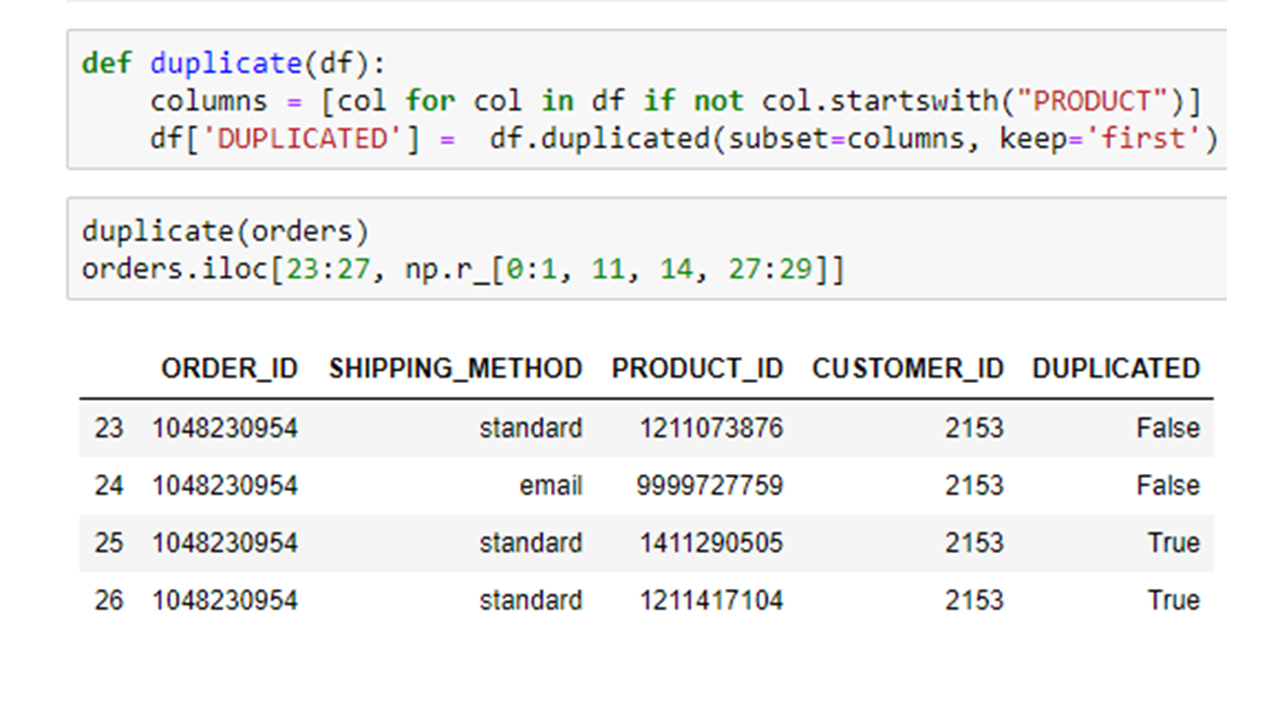 def duplicate(df):
    columns = [col for col in df if not col.startswith("PRODUCT")]
    df['DUPLICATED'] =  df.duplicated(subset=columns, keep='first')
duplicate(orders)
orders.iloc[23:27, np.r_[0:1, 11, 14, 27:29]]
ORDER_ID SHIPPING_METHOD PRODUCT_ID CUSTOMER_ID DUPLICATED
23 1048230954 standard 1211073876 2153 False
24 1048230954 email 9999727759 2153 False
25 1048230954 standard 1411290505 2153 True
26 1048230954 standard 1211417104 2153 True